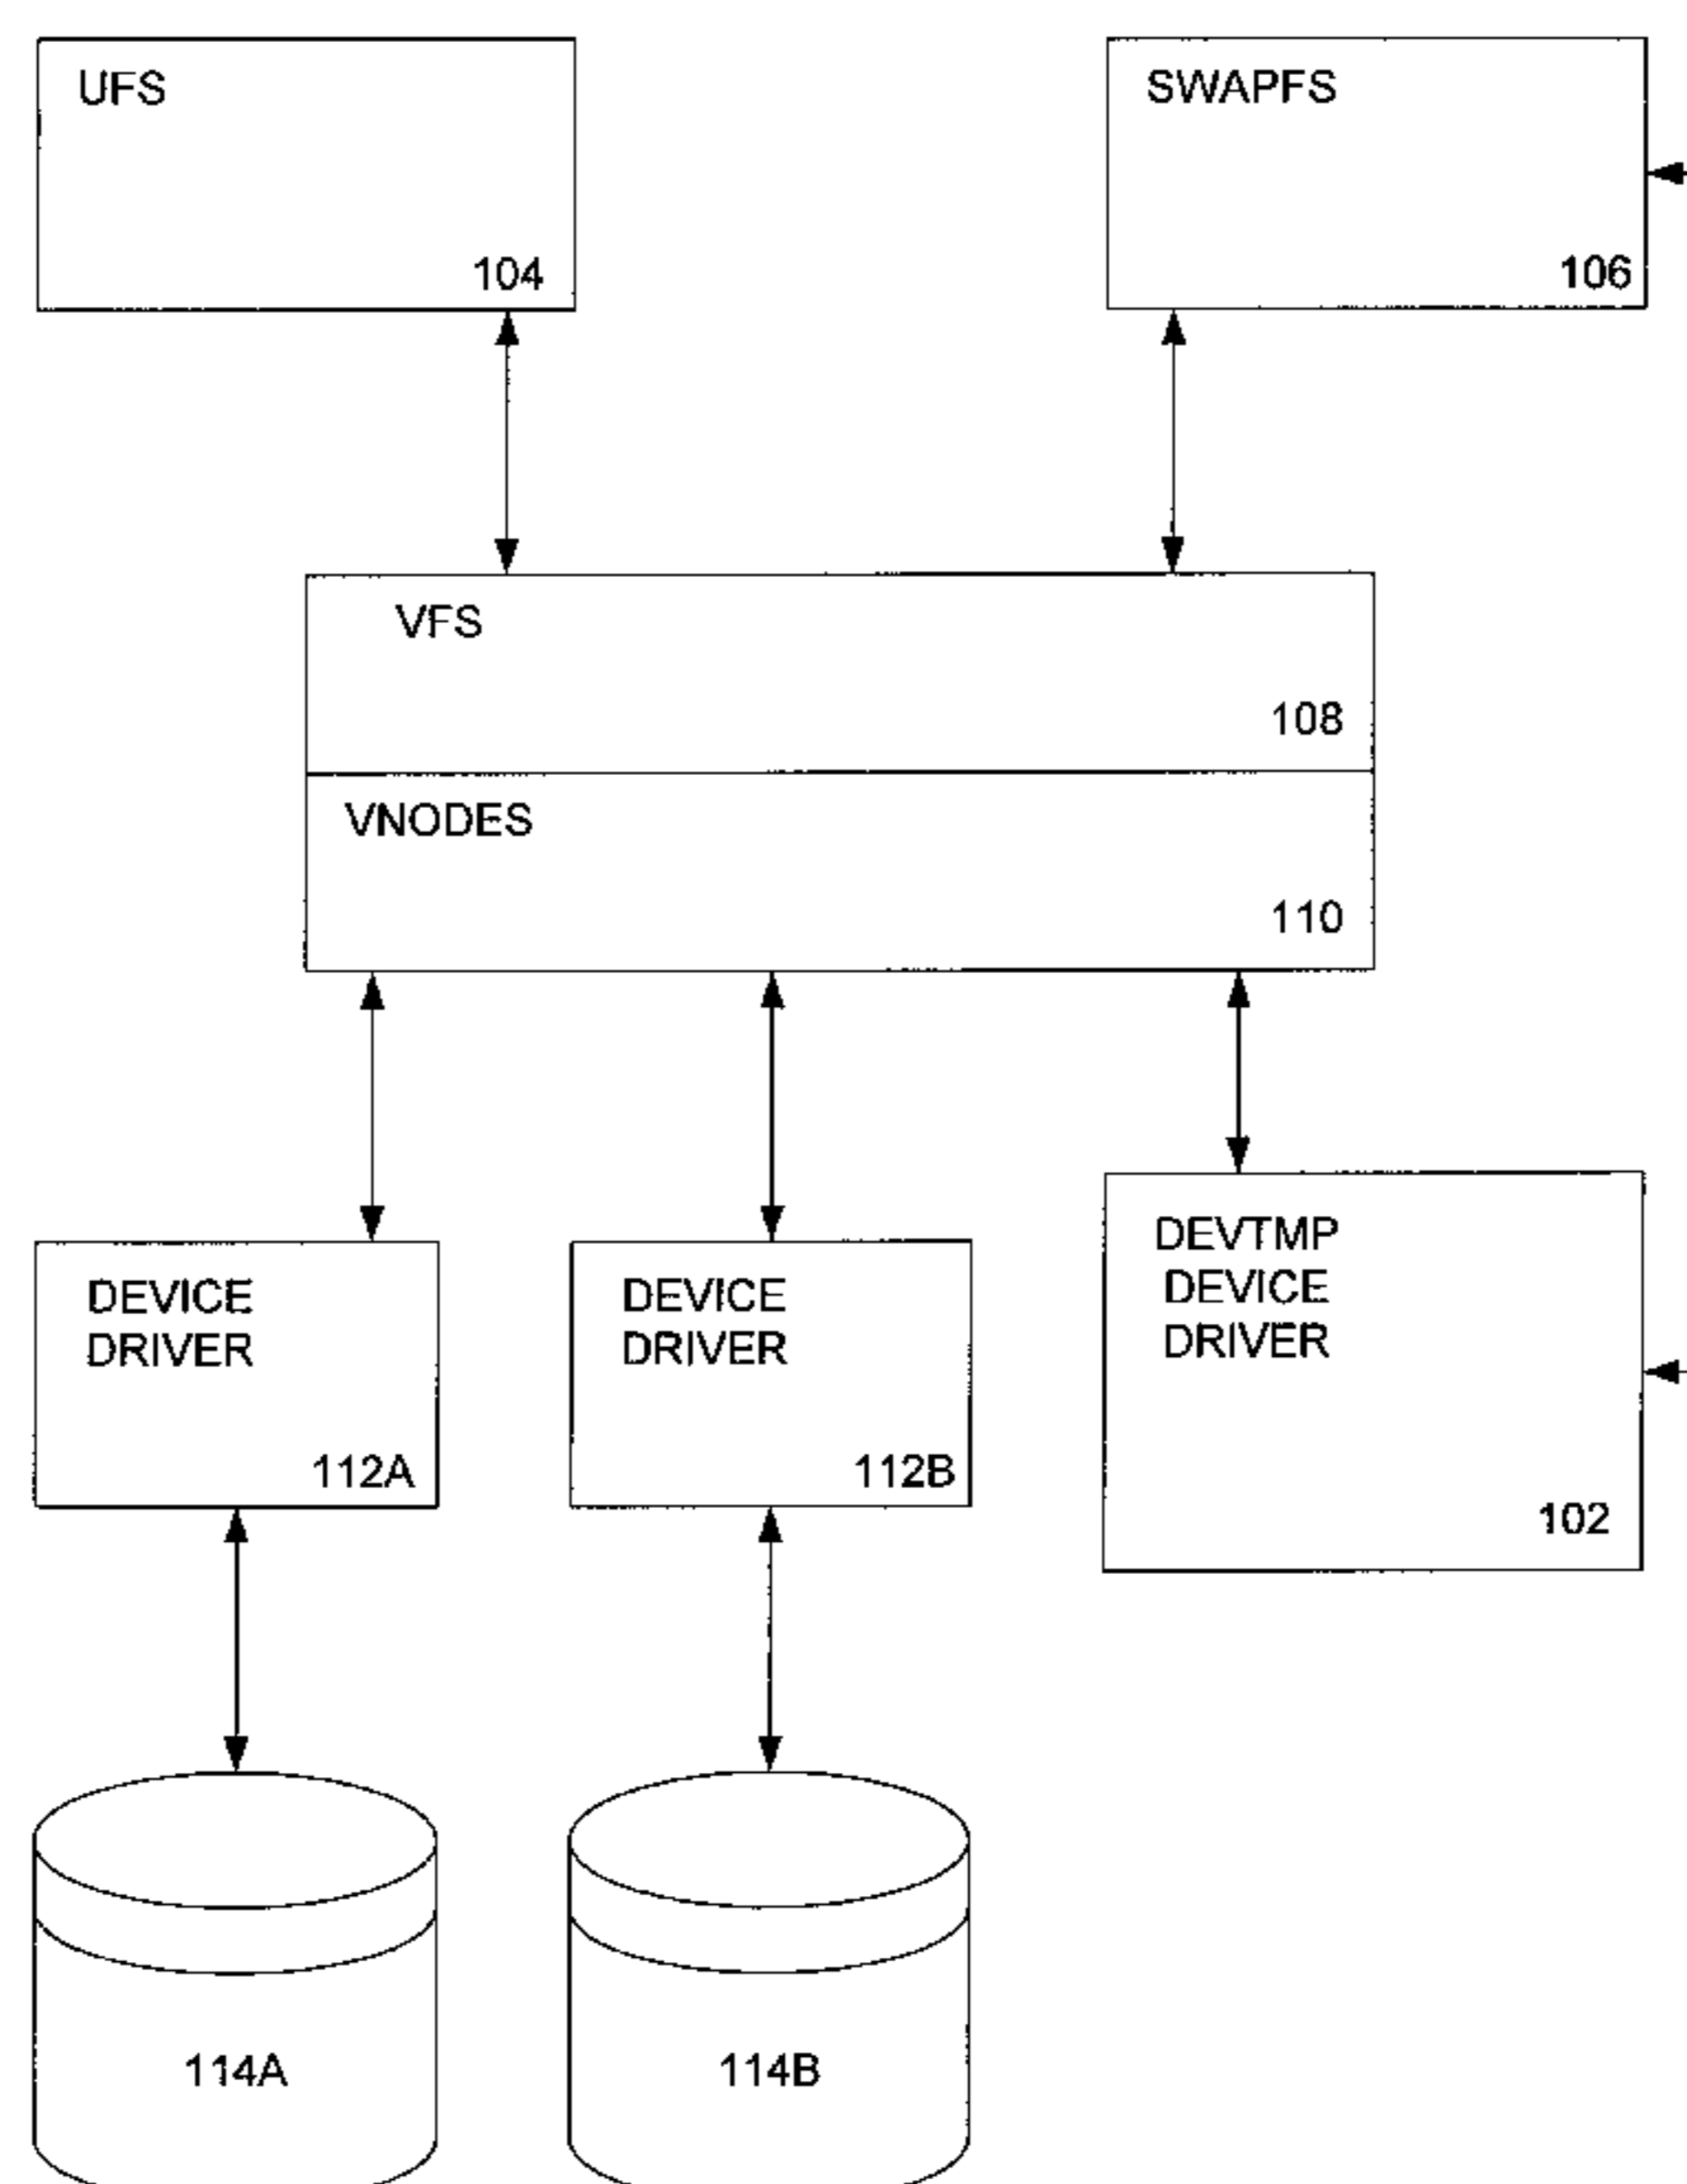 UFS
104
SWAPFS
106
VFS
108
VNODES
110
DEVICE
DRIVER
112A
DEVICE
DRIVER
112B
DEVTMP
DEVICE
DRIVER
102
114A
114B